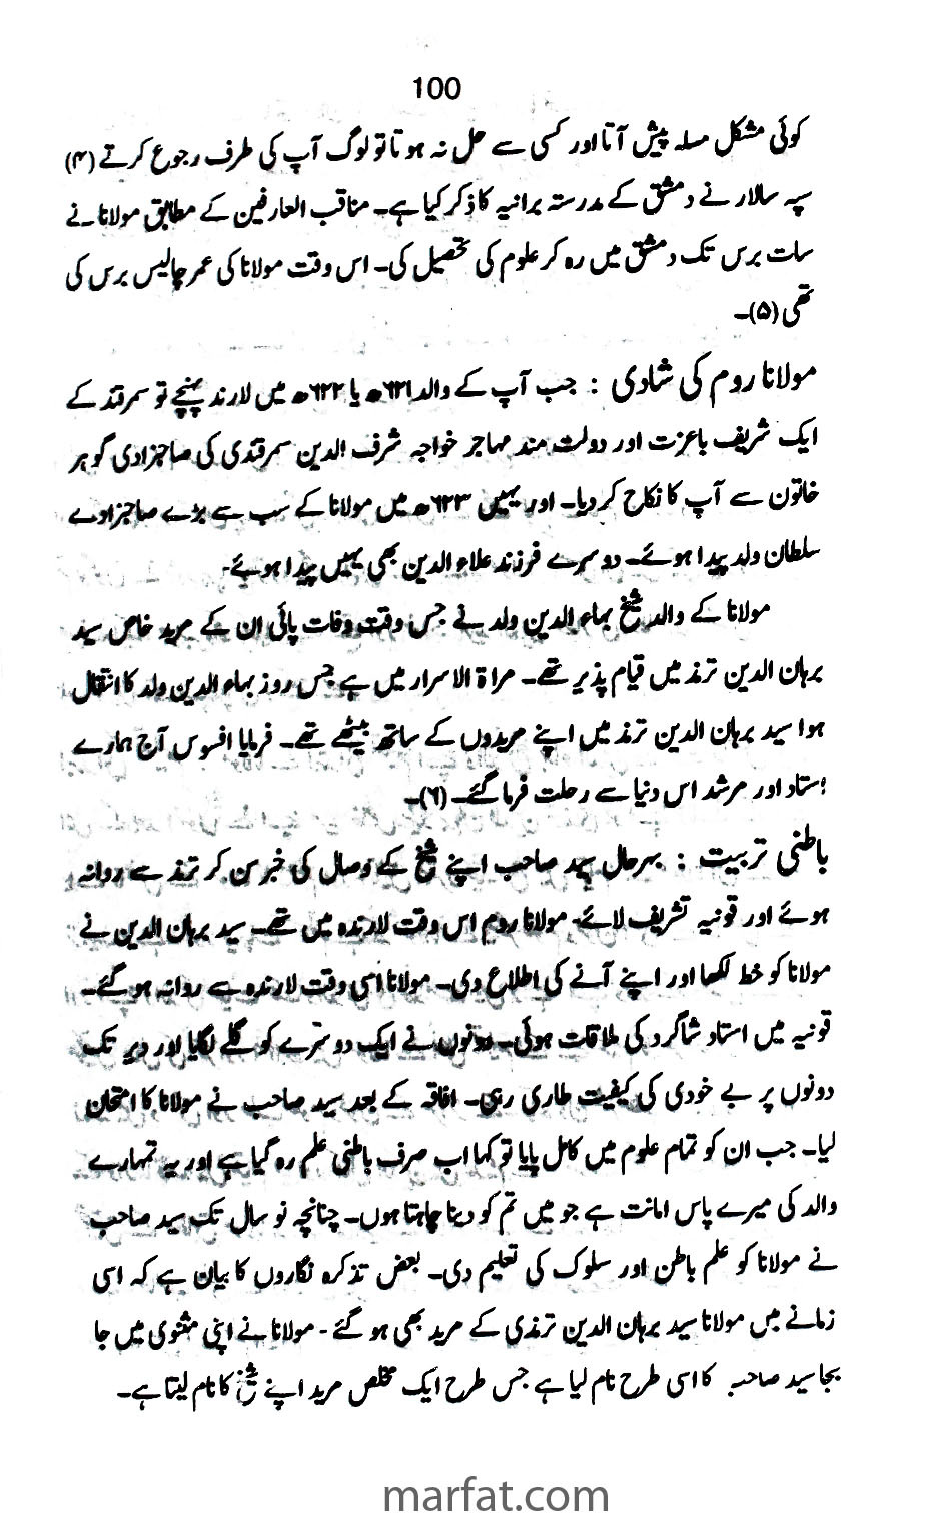 100
کوئی مشکل مسلہ پیش آتا اور کسی سے حل نہ ہوتا تو لوگ آپ کی طرف رجوع کرتے (۴)
سپہ سالار نے دمشق کے مدرستہ برانیہ کا ذکر کیا ہے۔ مناقب العارفین کے مطابق مولانا نے
سات برس تک دمشق میں رہ کر علوم کی تحصیل کی۔ اس وقت مولانا کی عمر چالیس برس کی
تھی (۵)۔
مولانا روم کی شادی : جب آپ کے والد ۶۲۱ھ یا ۶۲۲ھ میں لارند پہنچے تو سمرقند کے
ایک شریف باعزت اور دولت مند مہاجر خواجہ شرف الدین سمرقندی کی صاحبزادی گوہر
خاتون سے آپ کا نکاح کر دیا۔ اور یہیں ۶۲۳ھ میں مولانا کے سب سے بڑے صاحبزادے
سلطان ولد پیدا ہوئے۔ دوسرے فرزند علاء الدین بھی یہیں پیدا ہوئے۔
مولانا کے والد شیخ بہاء الدین ولد نے جس وقت وفات پائی ان کے مرید خاص سید
برہان الدین ترمذ میں قیام پذیر تھے۔ مراۃ الاسرار میں ہے جس روز بہاء الدین ولد کا انتقال
ہوا سید برہان الدین ترمذ میں اپنے مریدوں کے ساتھ بیٹھے تھے۔ فرمایا افسوس آج ہمارے
استاد اور مرشد اس دنیا سے رحلت فرما گئے۔ (۶)۔
باطنی تربیت : بہرحال سید صاحب اپنے شیخ کے وصال کی خبر سن کر ترمذ سے روانہ
ہوئے اور قونیہ تشریف لائے۔ مولانا روم اس وقت لارندہ میں تھے۔ سید برہان الدین نے
مولانا کو خط لکھا اور اپنے آنے کی اطلاع دی۔ مولانا اسی وقت لارندہ سے روانہ ہو گئے۔
قونیہ میں استاد شاگرد کی ملاقات ہوئی۔ دونوں نے ایک دوسرے کو گلے لگایا اور دیر تک
دونوں پر بے خودی کی کیفیت طاری رہی۔ افاقہ کے بعد سید صاحب نے مولانا کا امتحان
لیا۔ جب ان کو تمام علوم میں کامل پایا تو کہا اب صرف باطنی علم رہ گیا ہے اور یہ تمہارے
والد کی میرے پاس امانت ہے جو میں تم کو دینا چاہتا ہوں۔ چنانچہ نو سال تک سید صاحب
نے مولانا کو علم باطن اور سلوک کی تعلیم دی۔ بعض تذکرہ نگاروں کا بیان ہے کہ اسی
زمانے میں مولانا سید برہان الدین ترمذی کے مرید بھی ہو گئے - مولانا نے اپنی مثنوی میں جا
بجا سید صاحب کا اسی طرح نام لیا ہے جس طرح ایک مخلص مرید اپنے شیخ کا نام لیتا ہے۔
marfat.com